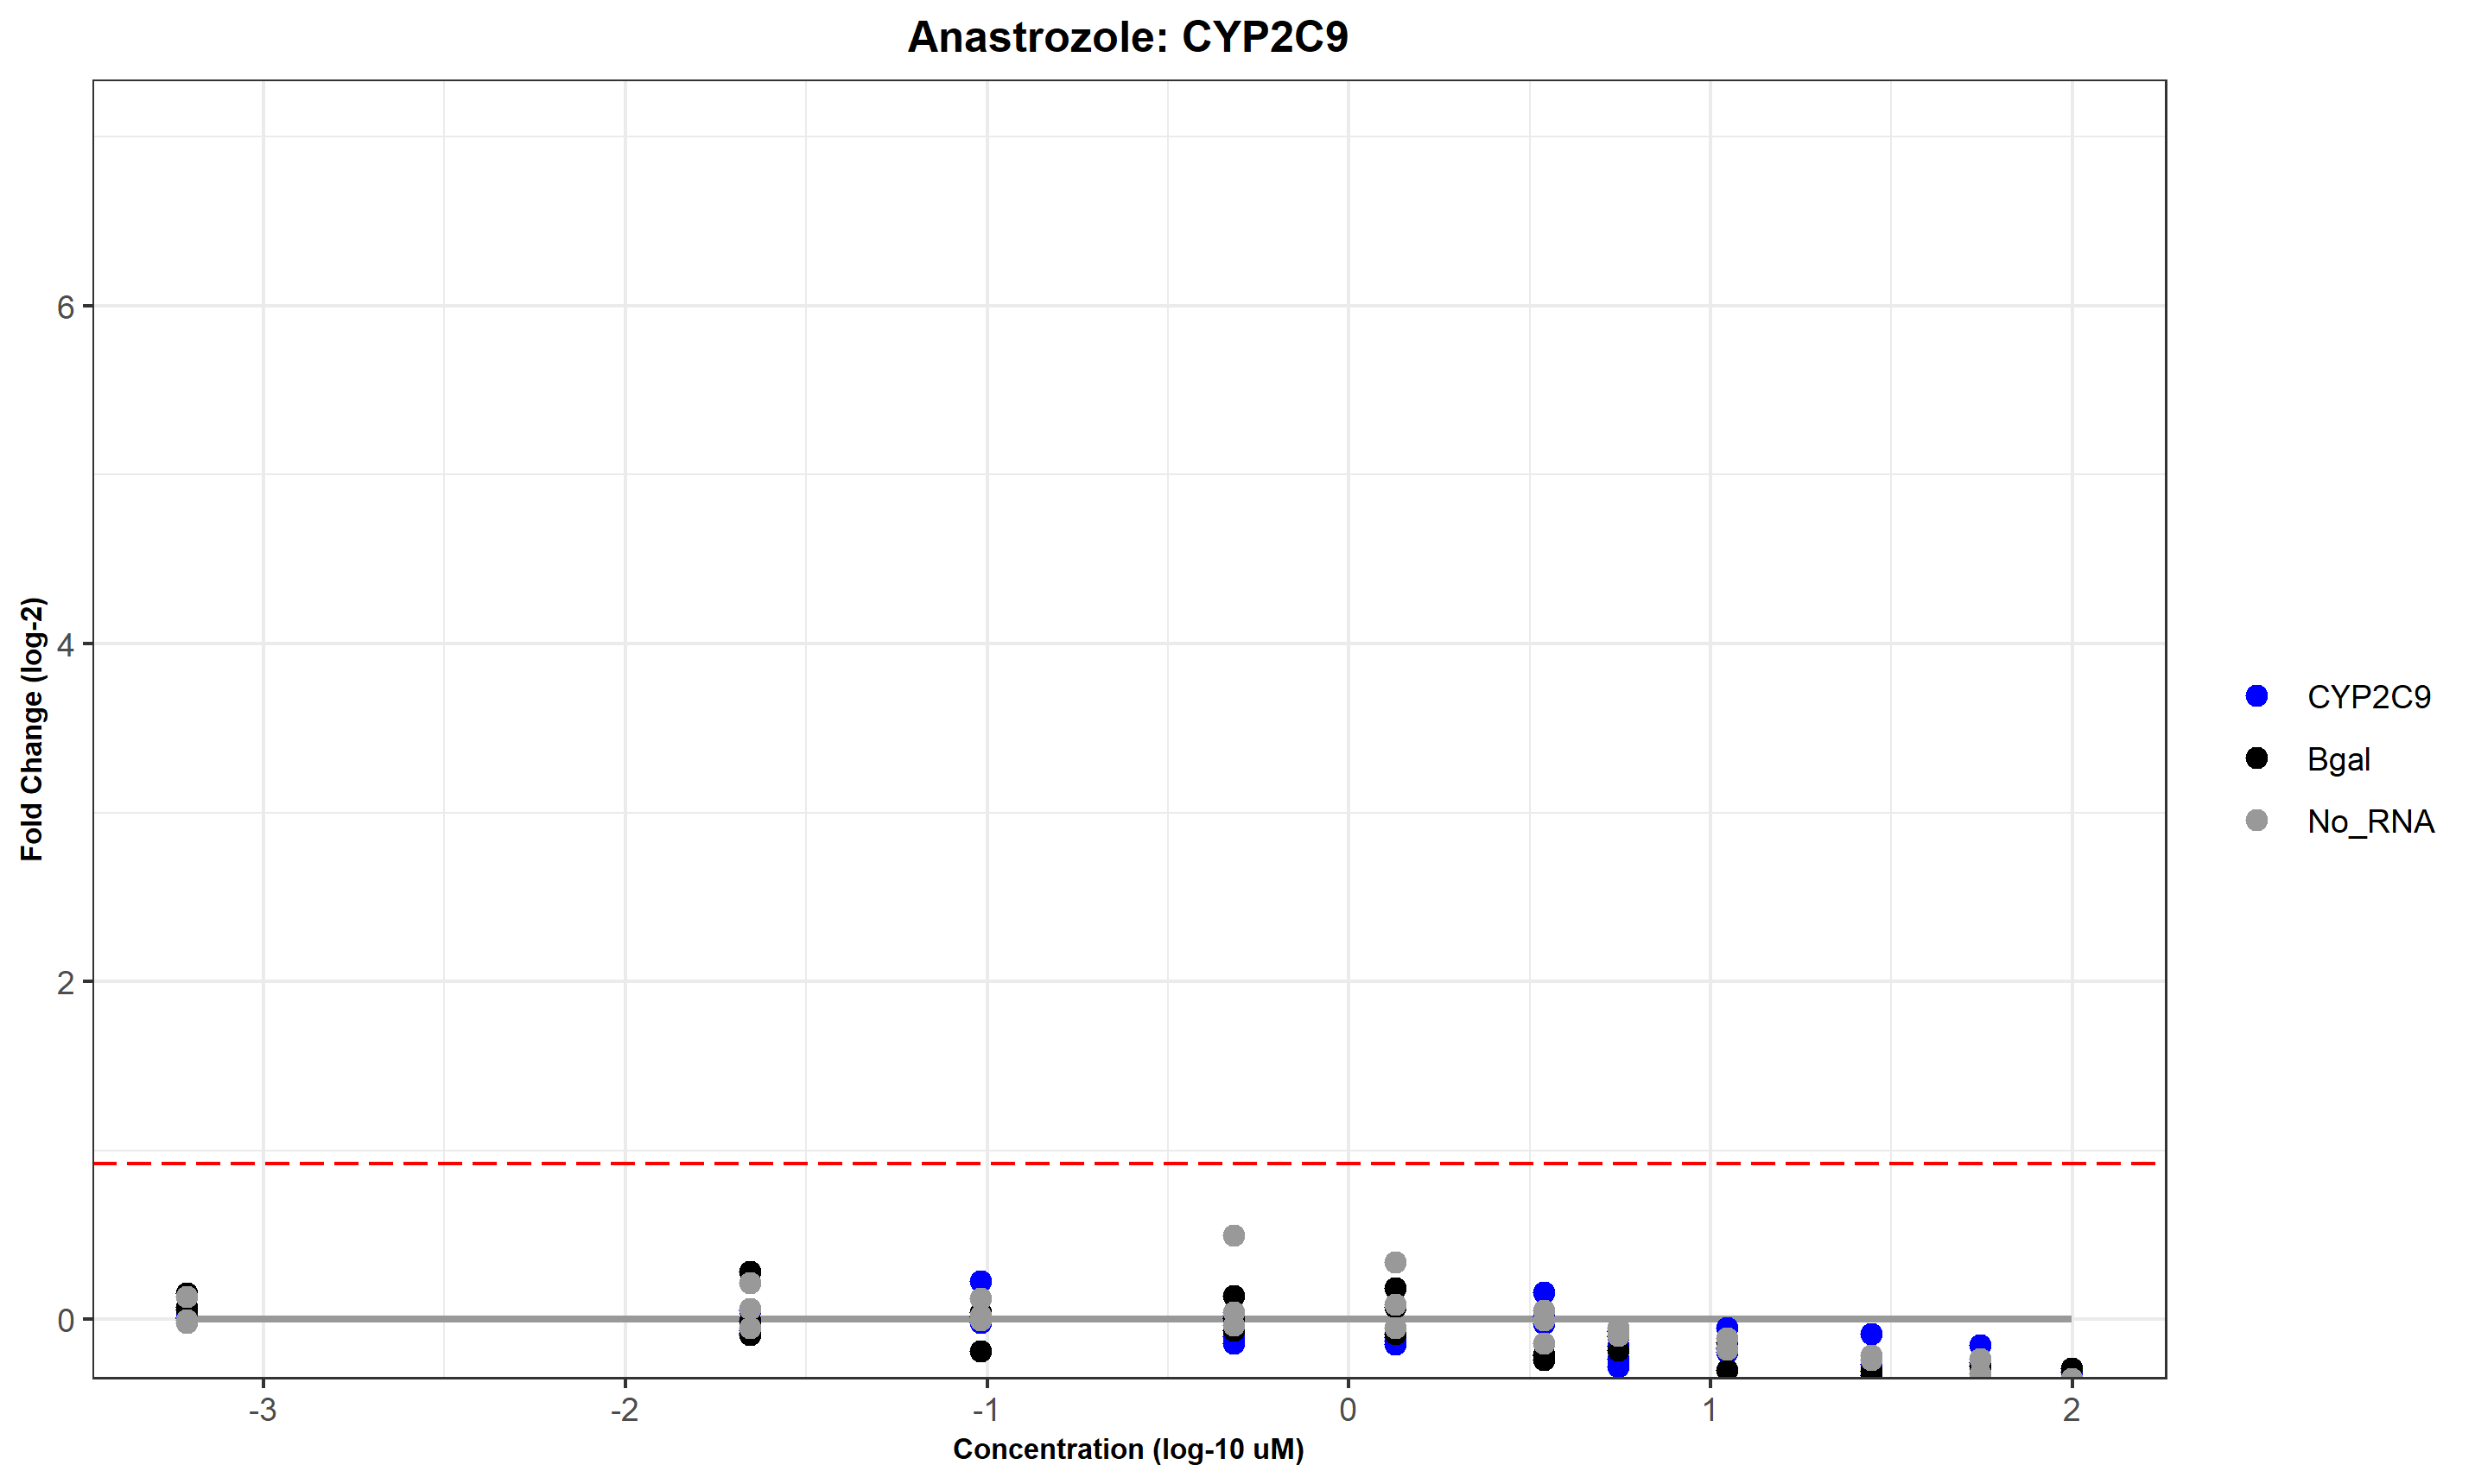 Anastrozole: CYP2C9
Fold Change (log-2)
6
4
2
0
-3
-2
-1
0
1
2
Concentration (log-10 uM)
CYP2C9
Bgal
No_RNA